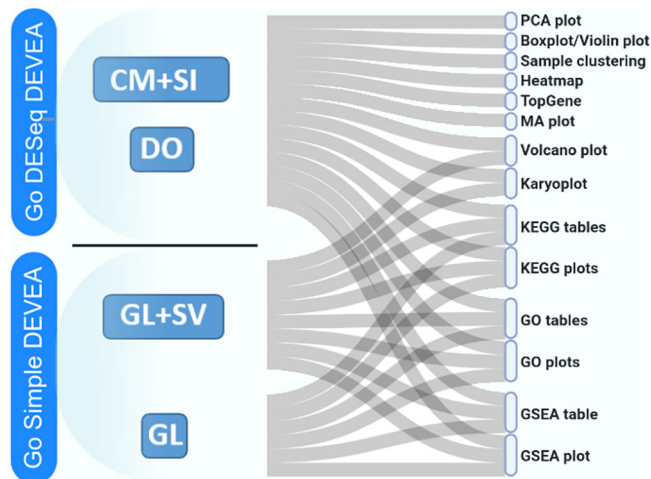 Go DESeq DEVEA
CM+SI
DO
Go Simple DEVEA
GL+SV
GL
PCA plot
Boxplot/Violin plot
Sample clustering
Heatmap
TopGene
MA plot
Volcano plot
Karyoplot
KEGG tables
KEGG plots
GO tables
GO plots
GSEA table
GSEA plot